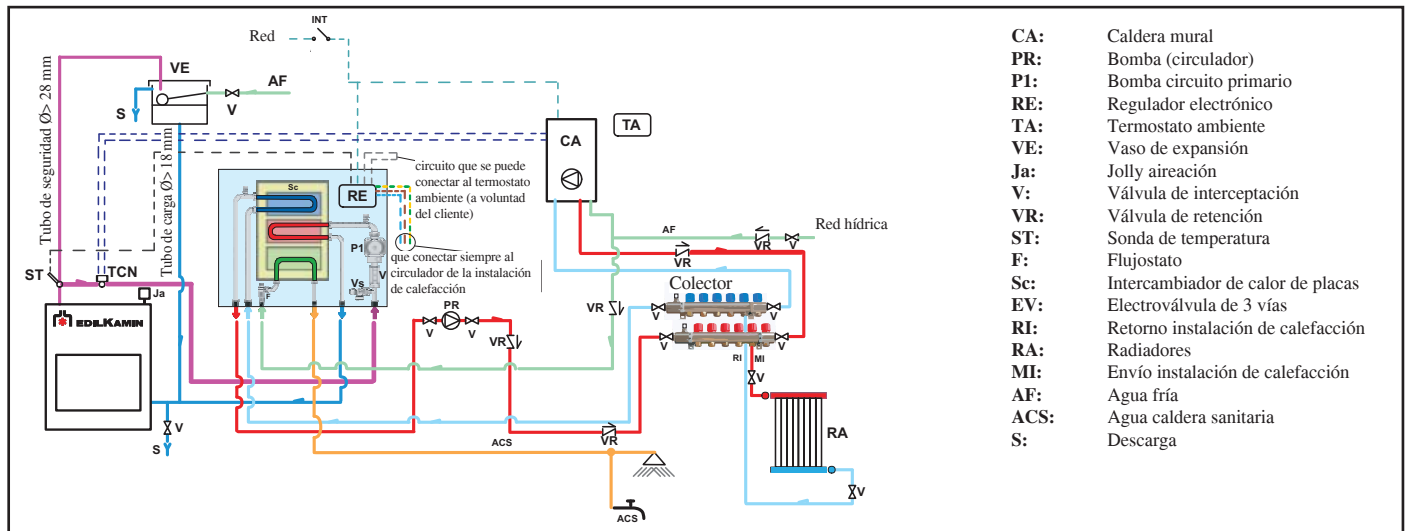 INT
Red
VE
AF
S
V
Tubo de seguridad Ø> 28 mm
Tubo de carga Ø> 18 mm
CA
TA
Sc
RE
circuito que se puede
conectar al termostato
ambiente (a voluntad
del cliente)
Red hídrica
AF
VR
V
VR
P1
V
Vs
F
que conectar siempre al
circulador de la instalación
de calefacción
ST
TCN
Ja
EDILKAMIN
Colector
PR
V
V
VR
VR
V
V
V
V
RI
MI
V
RA
V
V
S
ACS
VR
ACS
CA: Caldera mural
PR: Bomba (circulador)
P1: Bomba circuito primario
RE: Regulador electrónico
TA: Termostato ambiente
VE: Vaso de expansión
Ja: Jolly aireación
V: Válvula de interceptación
VR: Válvula de retención
ST: Sonda de temperatura
F: Flujostato
Sc: Intercambiador de calor de placas
EV: Electroválvula de 3 vías
RI: Retorno instalación de calefacción
RA: Radiadores
MI: Envío instalación de calefacción
AF: Agua fría
ACS: Agua caldera sanitaria
S: Descarga